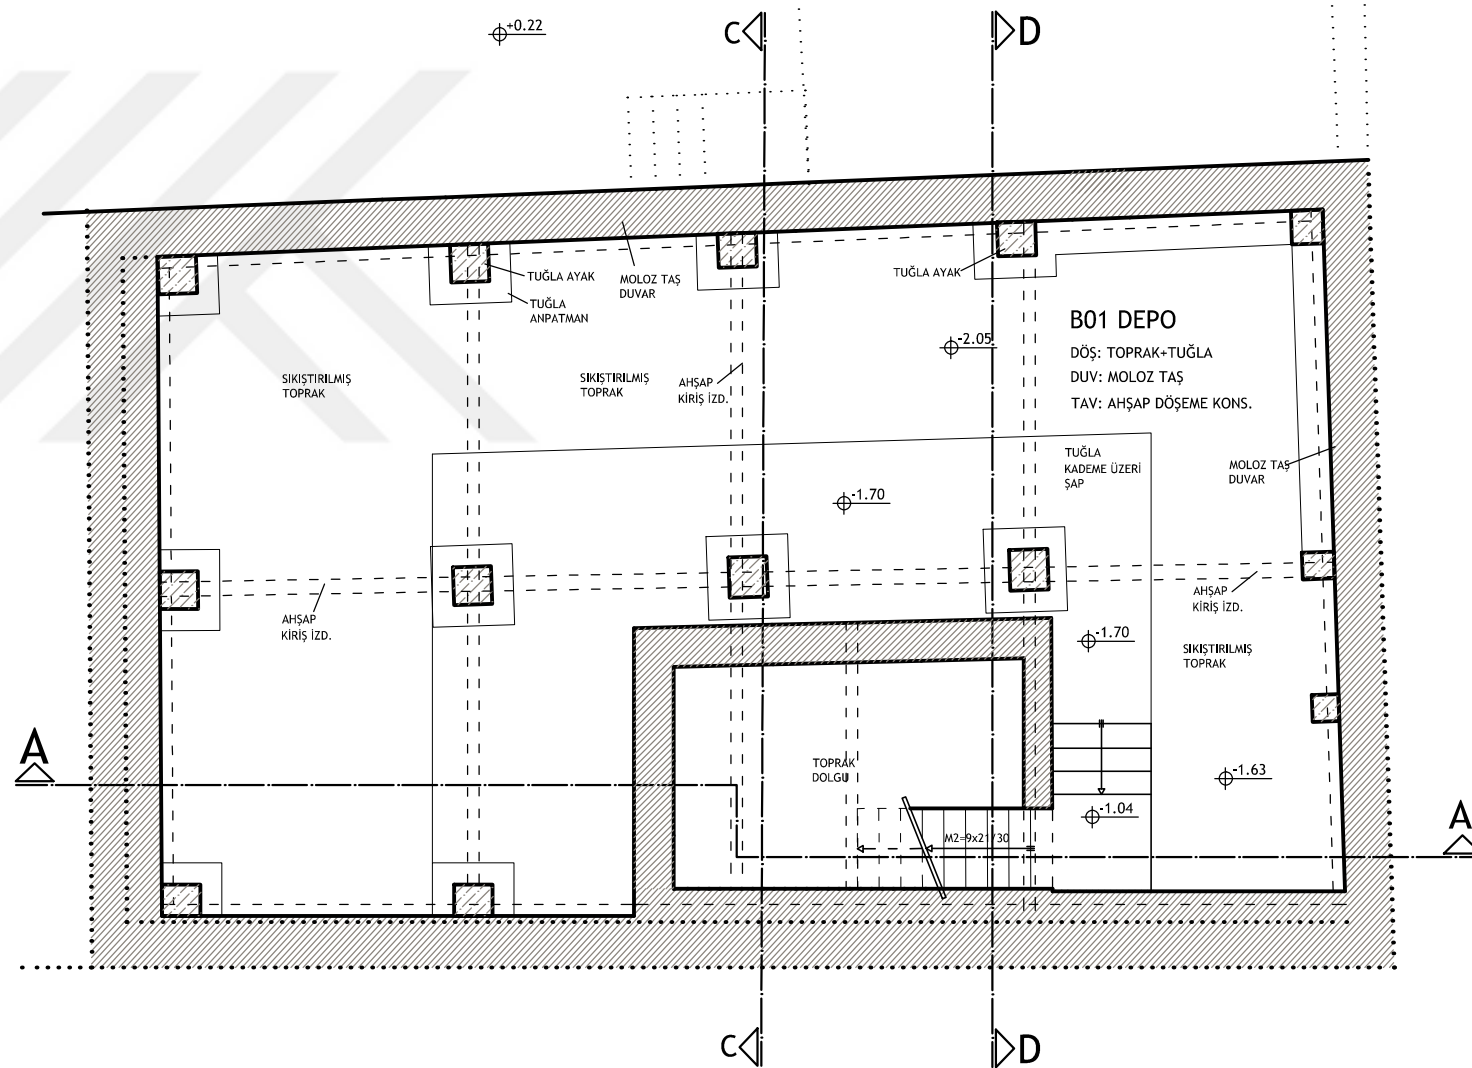 +0.22
C
D
TUĞLA AYAK
TUĞLA
ANPATMAN
MOLOZ TAŞ
DUVAR
TUĞLA AYAK
B01 DEPO
DÖŞ: TOPRAK+TUĞLA
DUV: MOLOZ TAŞ
TAV: AHŞAP DÖŞEME KONS.
-2.05
SIKIŞTIRILMIŞ
TOPRAK
SIKIŞTIRILMIŞ
TOPRAK
AHŞAP
KİRİŞ İZD.
TUĞLA
KADEME ÜZERİ
ŞAP
MOLOZ TAŞ
DUVAR
-1.70
AHŞAP
KİRİŞ İZD.
AHŞAP
KİRİŞ İZD.
-1.70
SIKIŞTIRILMIŞ
TOPRAK
A
TOPRAK
DOLGU
-1.63
-1.04
A
M2=9x21/30
C
D